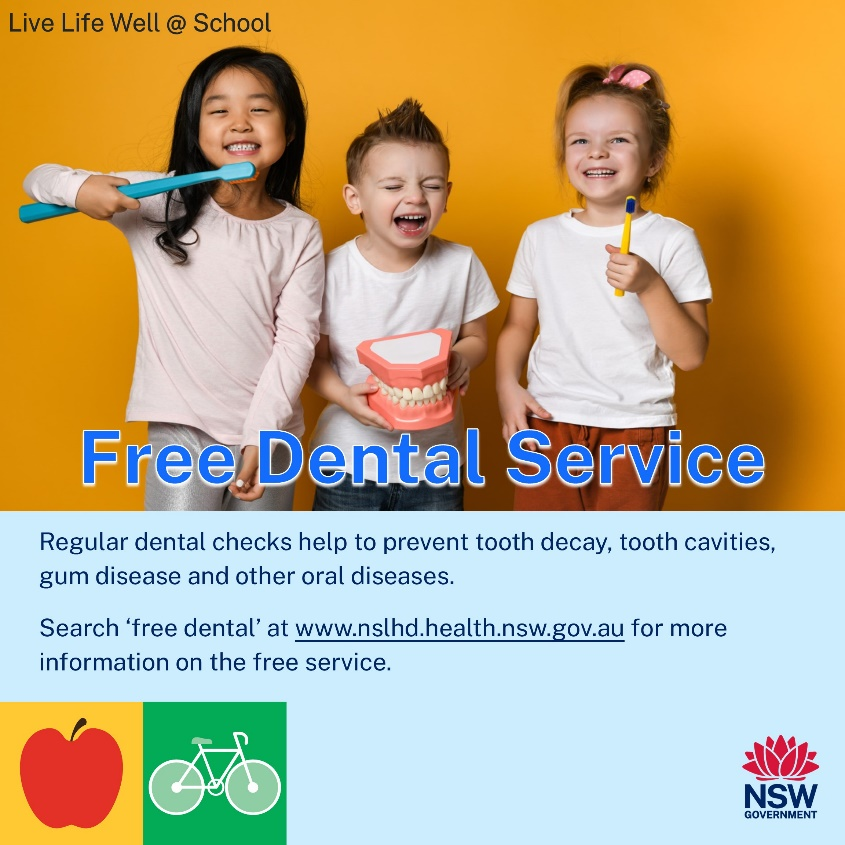 Live Life Well @ School
Free Dental Service
Regular dental checks help to prevent tooth decay, tooth cavities,
gum disease and other oral diseases.
Search ‘free dental’ at www.nslhd.health.nsw.gov.au for more
information on the free service.
NSW
GOVERNMENT